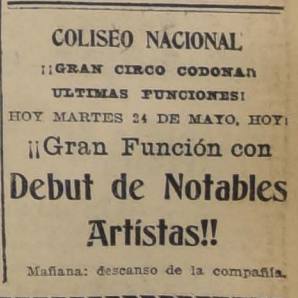 COLISEO NACIONAL
¡¡GRAN CIRCO CODONA!!
ULTIMAS FUNCIONES!
HOY MARTES 24 DE MAYO, HOY!
¡¡Gran Función con
Debut de Notables
Artístas!!
Mañana: descanso de la compañía.